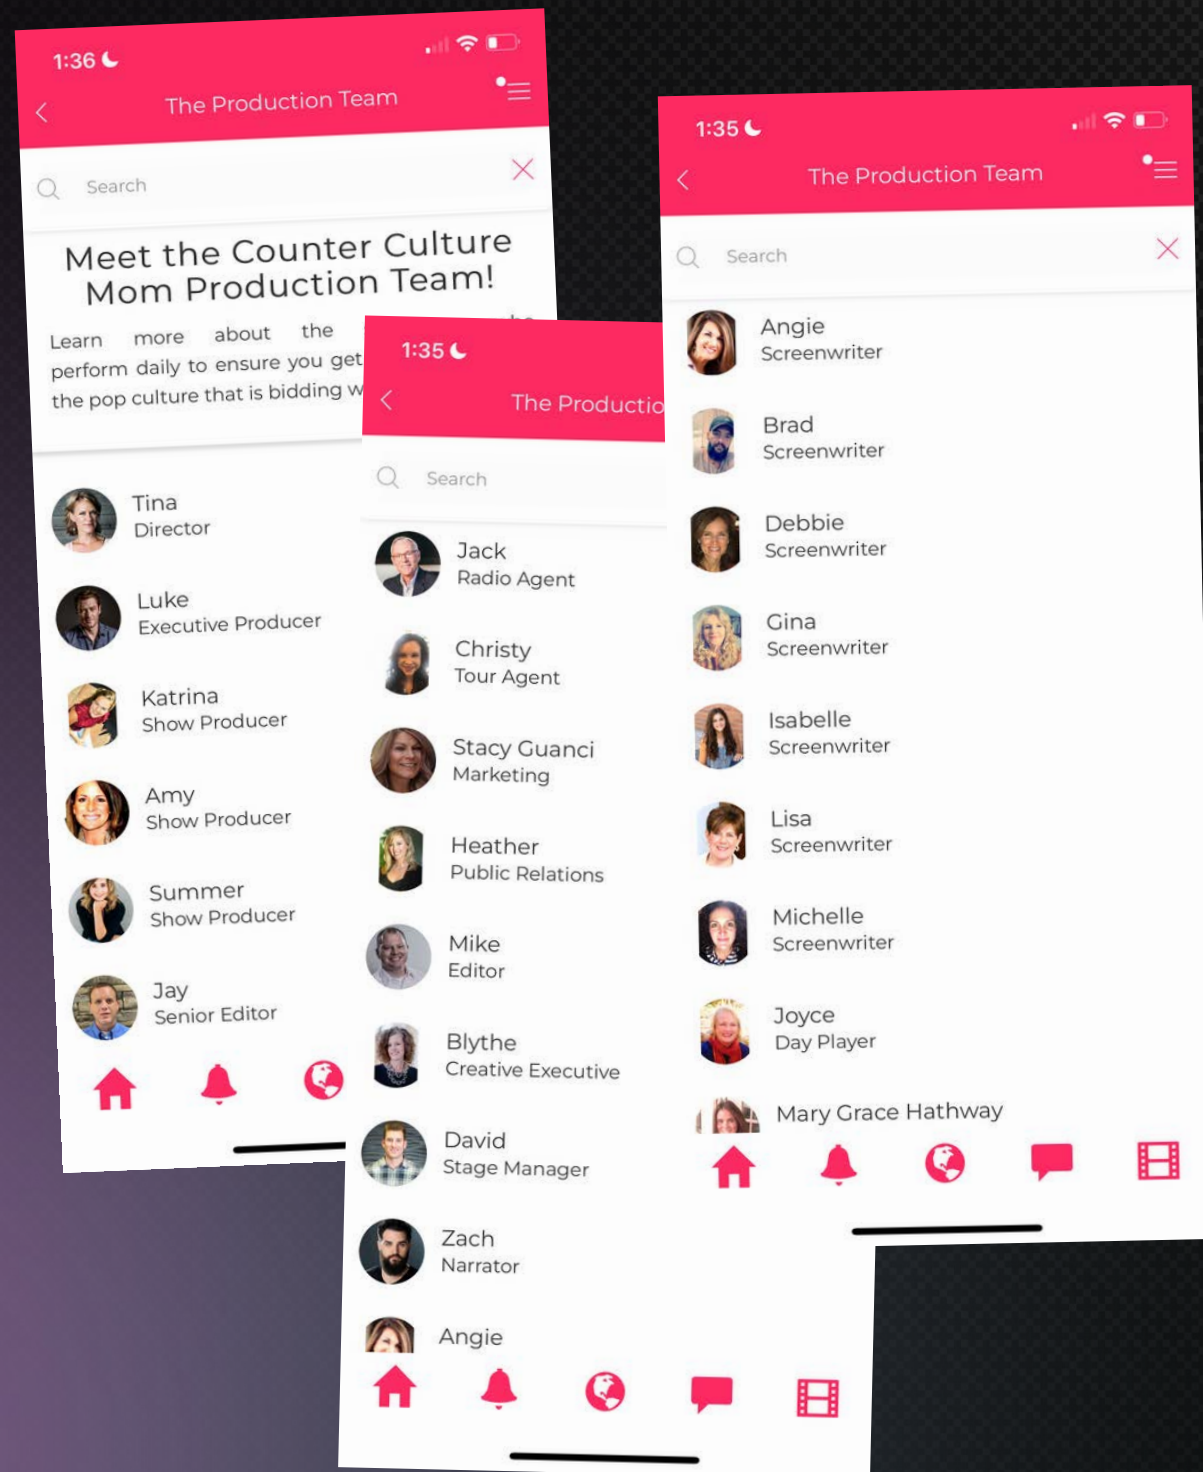 1:36
The Production Team
Search
Meet the Counter Culture
Mom Production Team!
Learn more about the
perform daily to ensure you get
the pop culture that is bidding
Tina
Director
Luke
Executive Producer
Katrina
Show Producer
Amy
Show Producer
Summer
Show Producer
Jay
Senior Editor
1:35
The
Search
Jack
Radio Agent
Christy
Tour Agent
Stacy Guanci
Marketing
Heather
Public Relations
Mike
Editor
Blythe
Creative Executive
David
Stage Manager
Zach
Narrator
Angie
1:35
The Production Team
Search
Angie
Screenwriter
Brad
Screenwriter
Debbie
Screenwriter
Gina
Screenwriter
Isabelle
Screenwriter
Lisa
Screenwriter
Michelle
Screenwriter
Joyce
Day Player
Mary Grace Hathway